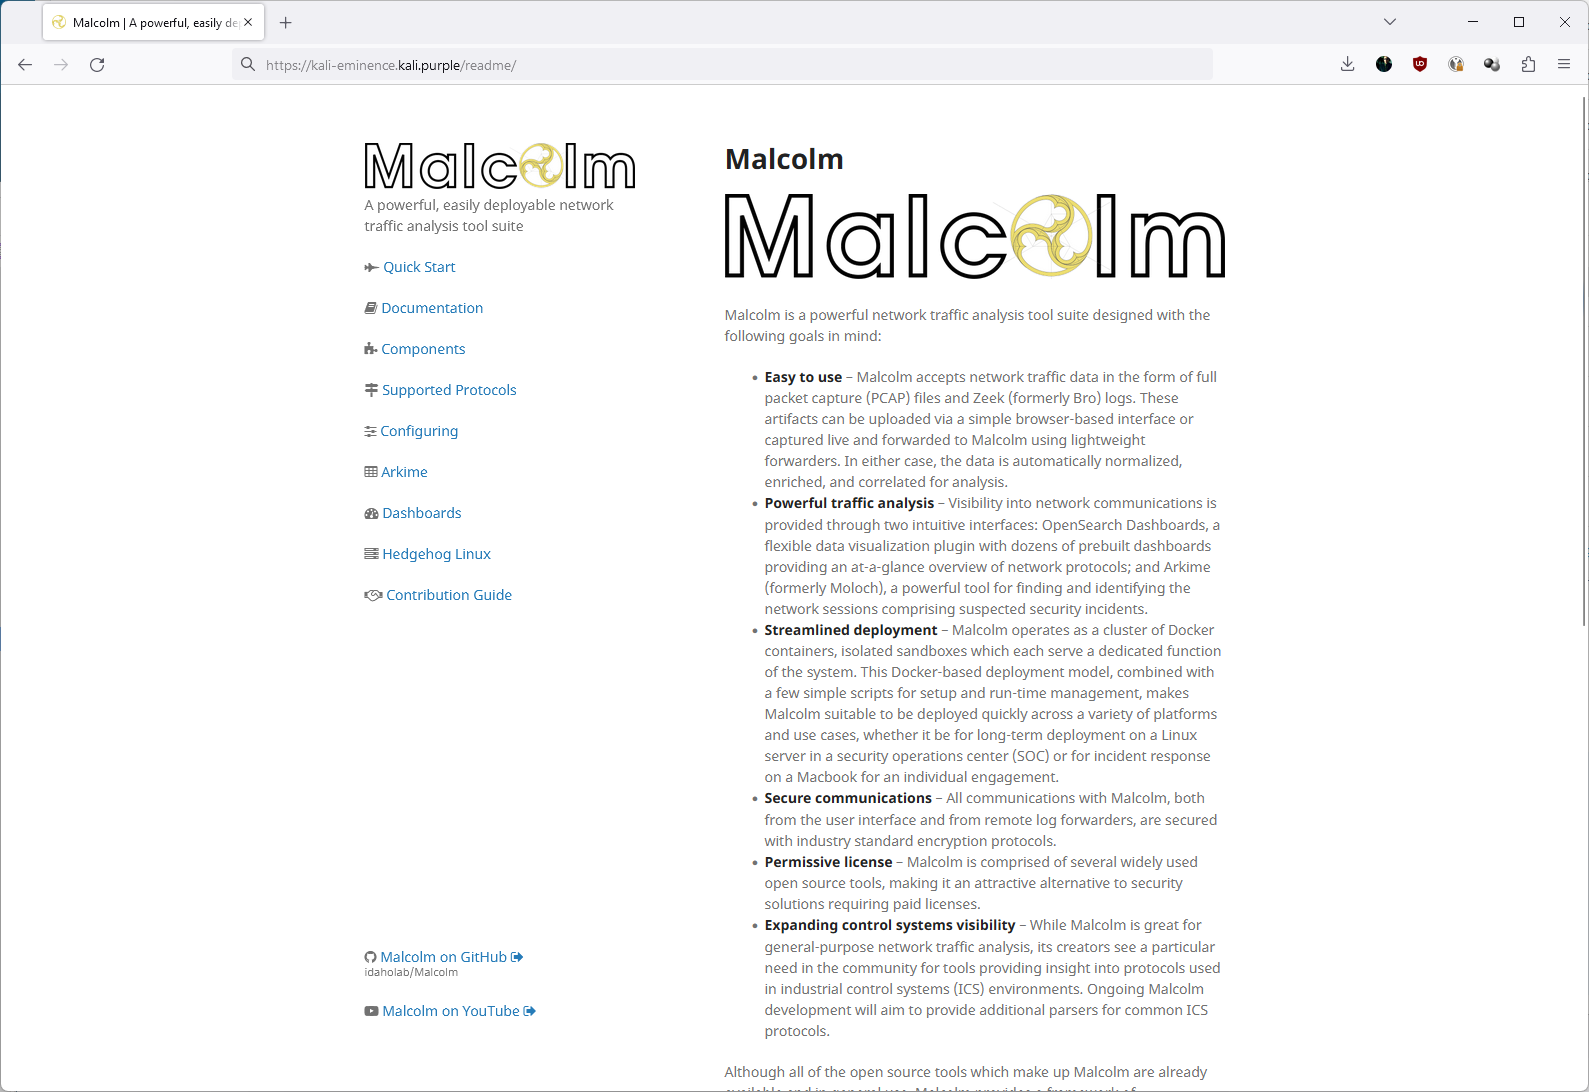 Malcolm | A powerful, easily de
https://kali-eminence.kali.purple/readme/
Malcolm
A powerful, easily deployable network
traffic analysis tool suite
Quick Start
Documentation
Components
Supported Protocols
Configuring
Arkime
Dashboards
Hedgehog Linux
Contribution Guide
Malcolm on GitHub
idaholab/Malcolm
Malcolm on YouTube
Malcolm
Malcolm
Malcolm is a powerful network traffic analysis tool suite designed with the
following goals in mind:
• Easy to use – Malcolm accepts network traffic data in the form of full
packet capture (PCAP) files and Zeek (formerly Bro) logs. These
artifacts can be uploaded via a simple browser-based interface or
captured live and forwarded to Malcolm using lightweight
forwarders. In either case, the data is automatically normalized,
enriched, and correlated for analysis.
• Powerful traffic analysis – Visibility into network communications is
provided through two intuitive interfaces: OpenSearch Dashboards, a
flexible data visualization plugin with dozens of prebuilt dashboards
providing an at-a-glance overview of network protocols; and Arkime
(formerly Moloch), a powerful tool for finding and identifying the
network sessions comprising suspected security incidents.
• Streamlined deployment – Malcolm operates as a cluster of Docker
containers, isolated sandboxes which each serve a dedicated function
of the system. This Docker-based deployment model, combined with
a few simple scripts for setup and run-time management, makes
Malcolm suitable to be deployed quickly across a variety of platforms
and use cases, whether it be for long-term deployment on a Linux
server in a security operations center (SOC) or for incident response
on a Macbook for an individual engagement.
• Secure communications – All communications with Malcolm, both
from the user interface and from remote log forwarders, are secured
with industry standard encryption protocols.
• Permissive license – Malcolm is comprised of several widely used
open source tools, making it an attractive alternative to security
solutions requiring paid licenses.
• Expanding control systems visibility – While Malcolm is great for
general-purpose network traffic analysis, its creators see a particular
need in the community for tools providing insight into protocols used
in industrial control systems (ICS) environments. Ongoing Malcolm
development will aim to provide additional parsers for common ICS
protocols.
Although all of the open source tools which make up Malcolm are already